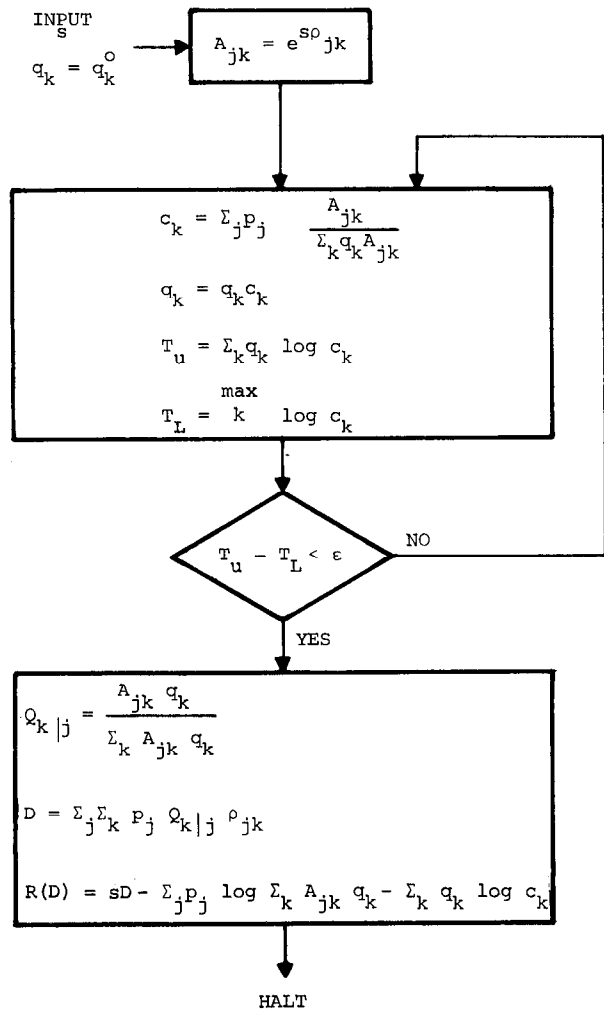 INPUT
s
q_k = q_k^o
A_jk = e^{sρ_jk}
c_k = Σ_j p_j A_jk / Σ_k q_k A_jk
q_k = q_k c_k
T_u = Σ_k q_k log c_k
max
T_L = k log c_k
T_u - T_L < ε
NO
YES
Q_k|j = A_jk q_k / Σ_k A_jk q_k
D = Σ_j Σ_k p_j Q_k|j ρ_jk
R(D) = sD - Σ_j p_j log Σ_k A_jk q_k - Σ_k q_k log c_k
HALT